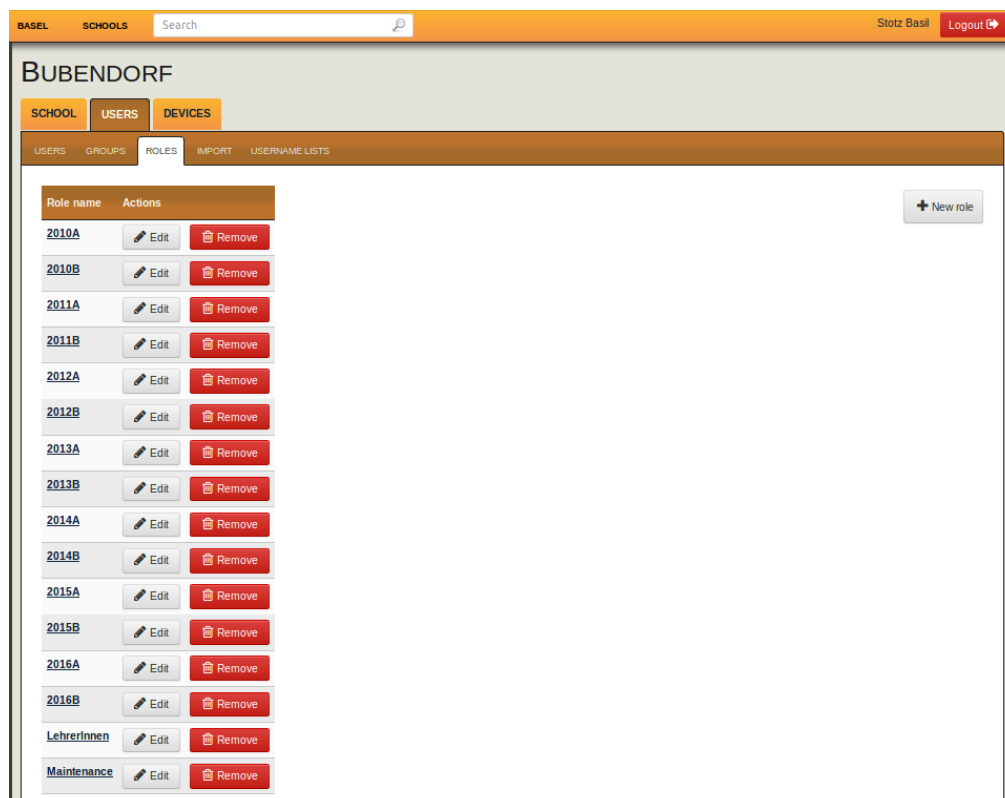 BASEL SCHOOLS Search Stotz Basil Logout
BUBENDORF
SCHOOL USERS DEVICES
USERS GROUPS ROLES IMPORT USERNAME LISTS
Role name Actions New role
2010A Edit Remove
2010B Edit Remove
2011A Edit Remove
2011B Edit Remove
2012A Edit Remove
2012B Edit Remove
2013A Edit Remove
2013B Edit Remove
2014A Edit Remove
2014B Edit Remove
2015A Edit Remove
2015B Edit Remove
2016A Edit Remove
2016B Edit Remove
LehrerInnen Edit Remove
Maintenance Edit Remove